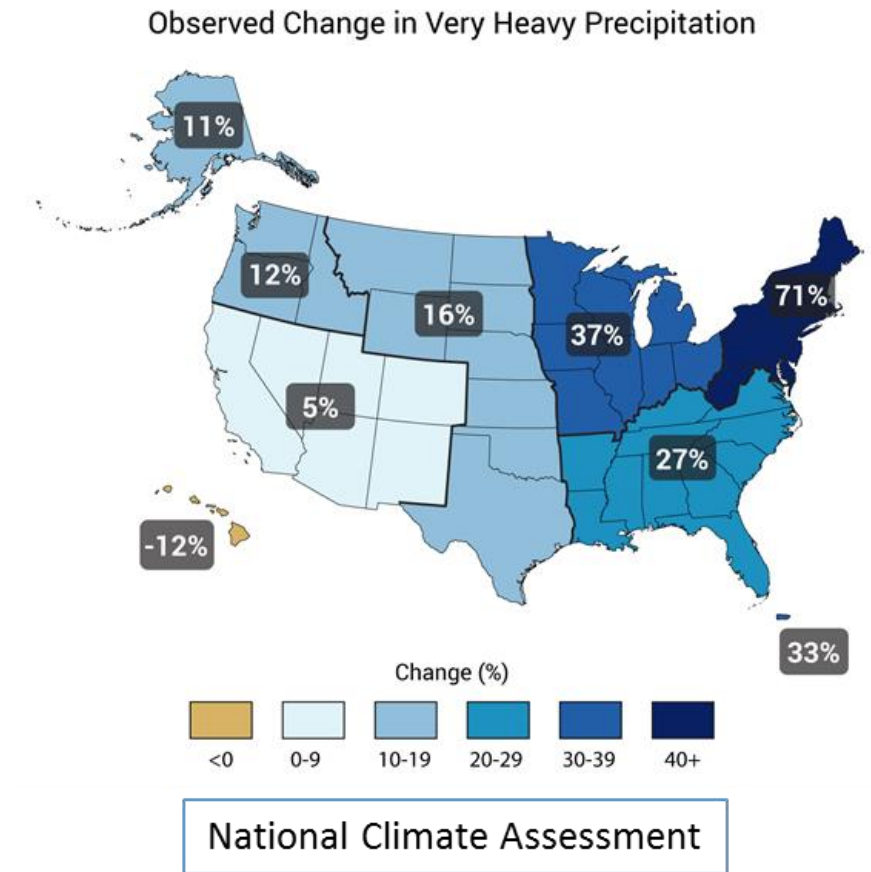 Observed Change in Very Heavy Precipitation
11%
12%
16%
37%
71%
5%
27%
-12%
33%
Change (%)
<0 0-9 10-19 20-29 30-39 40+
National Climate Assessment